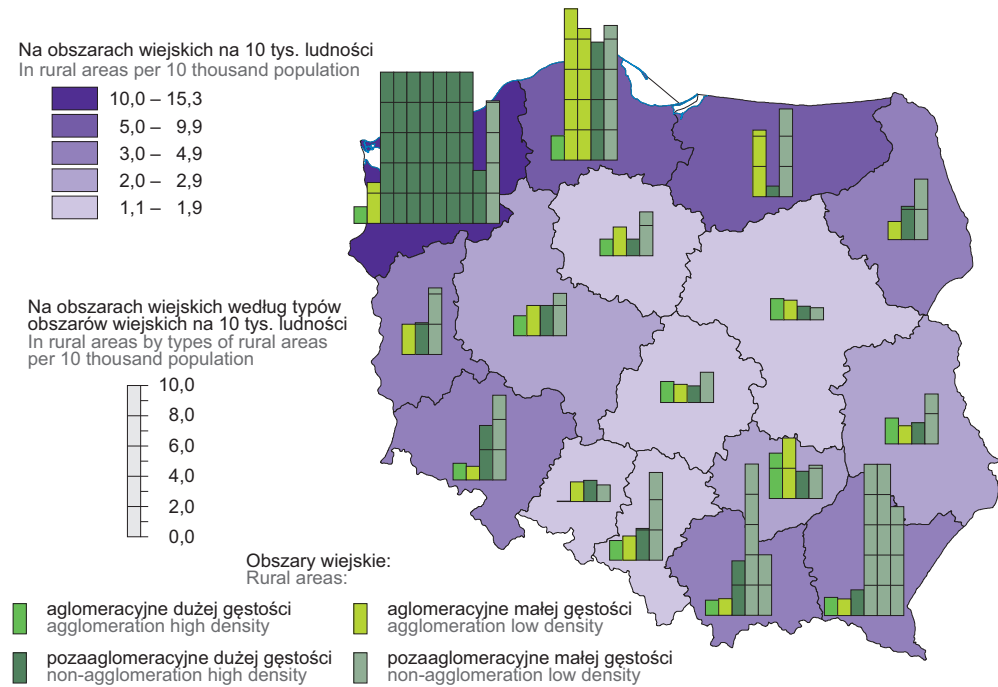 Na obszarach wiejskich na 10 tys. ludności
In rural areas per 10 thousand population
10,0 – 15,3
5,0 – 9,9
3,0 – 4,9
2,0 – 2,9
1,1 – 1,9
Na obszarach wiejskich według typów
obszarów wiejskich na 10 tys. ludności
In rural areas by types of rural areas
per 10 thousand population
10,0
8,0
6,0
4,0
2,0
0,0
Obszary wiejskie:
Rural areas:
aglomeracyjne dużej gęstości
agglomeration high density
aglomeracyjne małej gęstości
agglomeration low density
pozaaglomeracyjne dużej gęstości
non-agglomeration high density
pozaaglomeracyjne małej gęstości
non-agglomeration low density